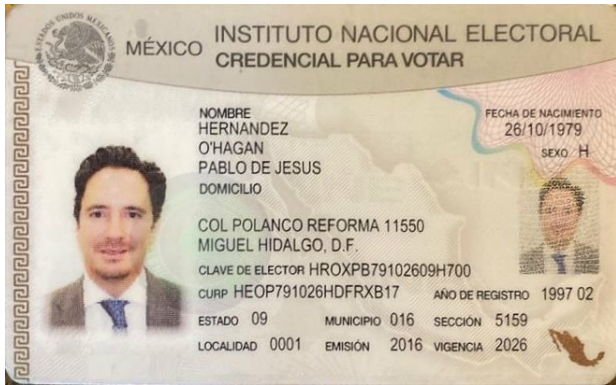 ESTADOS UNIDOS MEXICANOS
MÉXICO INSTITUTO NACIONAL ELECTORAL
CREDENCIAL PARA VOTAR
NOMBRE
HERNANDEZ
O'HAGAN
PABLO DE JESUS
FECHA DE NACIMIENTO
26/10/1979
SEXO H
DOMICILIO
COL POLANCO REFORMA 11550
MIGUEL HIDALGO, D.F.
CLAVE DE ELECTOR HROXPB79102609H700
CURP HEOP791026HDFRXB17 AÑO DE REGISTRO 1997 02
ESTADO 09 MUNICIPIO 016 SECCIÓN 5159
LOCALIDAD 0001 EMISIÓN 2016 VIGENCIA 2026